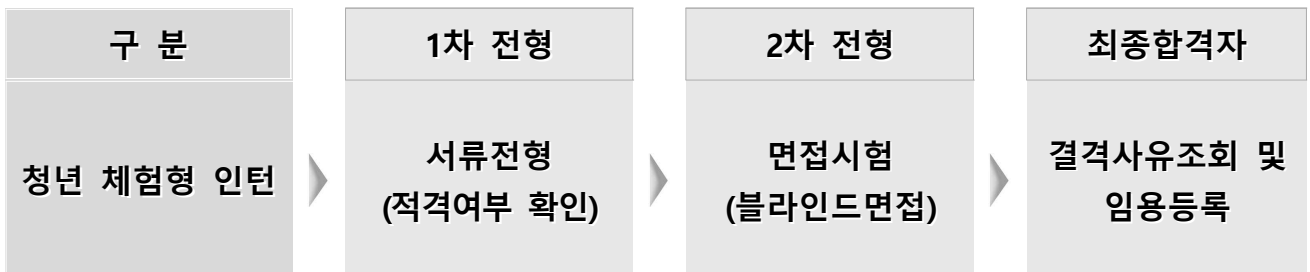 구 분
청년 체험형 인턴
1차 전형
서류전형
(적격여부 확인)
2차 전형
면접시험
(블라인드면접)
최종합격자
결격사유조회 및
임용등록